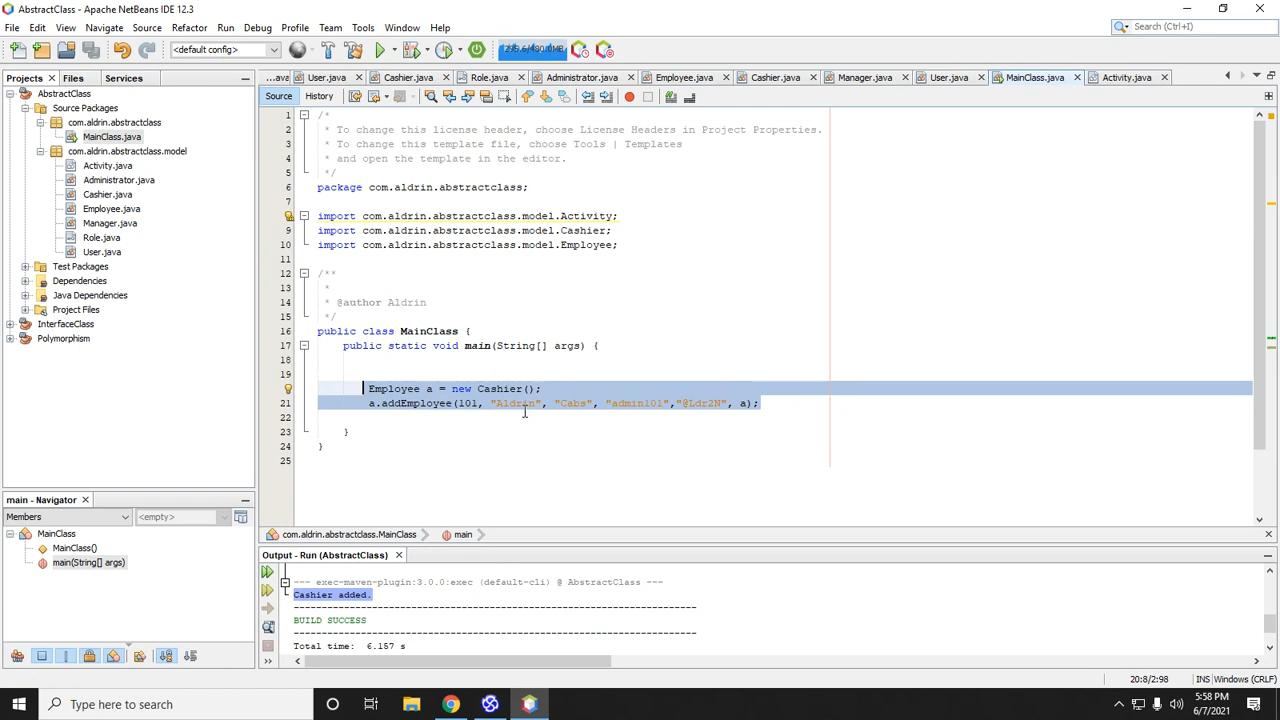 AbstractClass - Apache NetBeans IDE 12.3
File Edit View Navigate Source Refactor Run Debug Profile Team Tools Window Help
Search (Ctrl+I)
<default config>
298.6/480.0MB
Projects Files Services
...ava User.java Cashier.java Role.java Administrator.java Employee.java Cashier.java Manager.java User.java MainClass.java Activity.java
Source History
AbstractClass
Source Packages
com.aldrin.abstractclass
MainClass.java
com.aldrin.abstractclass.model
Activity.java
Administrator.java
Cashier.java
Employee.java
Manager.java
Role.java
User.java
Test Packages
Dependencies
Java Dependencies
Project Files
InterfaceClass
Polymorphism
1 /*
2 * To change this license header, choose License Headers in Project Properties.
3 * To change this template file, choose Tools | Templates
4 * and open the template in the editor.
5 */
6 package com.aldrin.abstractclass;
7
import com.aldrin.abstractclass.model.Activity;
9 import com.aldrin.abstractclass.model.Cashier;
10 import com.aldrin.abstractclass.model.Employee;
11
12 /**
13 *
14 * @author Aldrin
15 */
16 public class MainClass {
17 public static void main(String[] args) {
18
19
Employee a = new Cashier();
21 a.addEmployee(101, "Aldrin", "Cabs", "admin101","@Ldr2N", a);
22
23 }
24 }
25
main - Navigator
Members <empty>
MainClass
MainClass()
main(String[] args)
com.aldrin.abstractclass.MainClass main
Output - Run (AbstractClass)
--- exec-maven-plugin:3.0.0:exec (default-cli) @ AbstractClass ---
Cashier added.
------------------------------------------------------------------------
BUILD SUCCESS
------------------------------------------------------------------------
Total time:  6.157 s
20:8/2:98 INS Windows (CRLF)
Type here to search
5:58 PM
6/7/2021